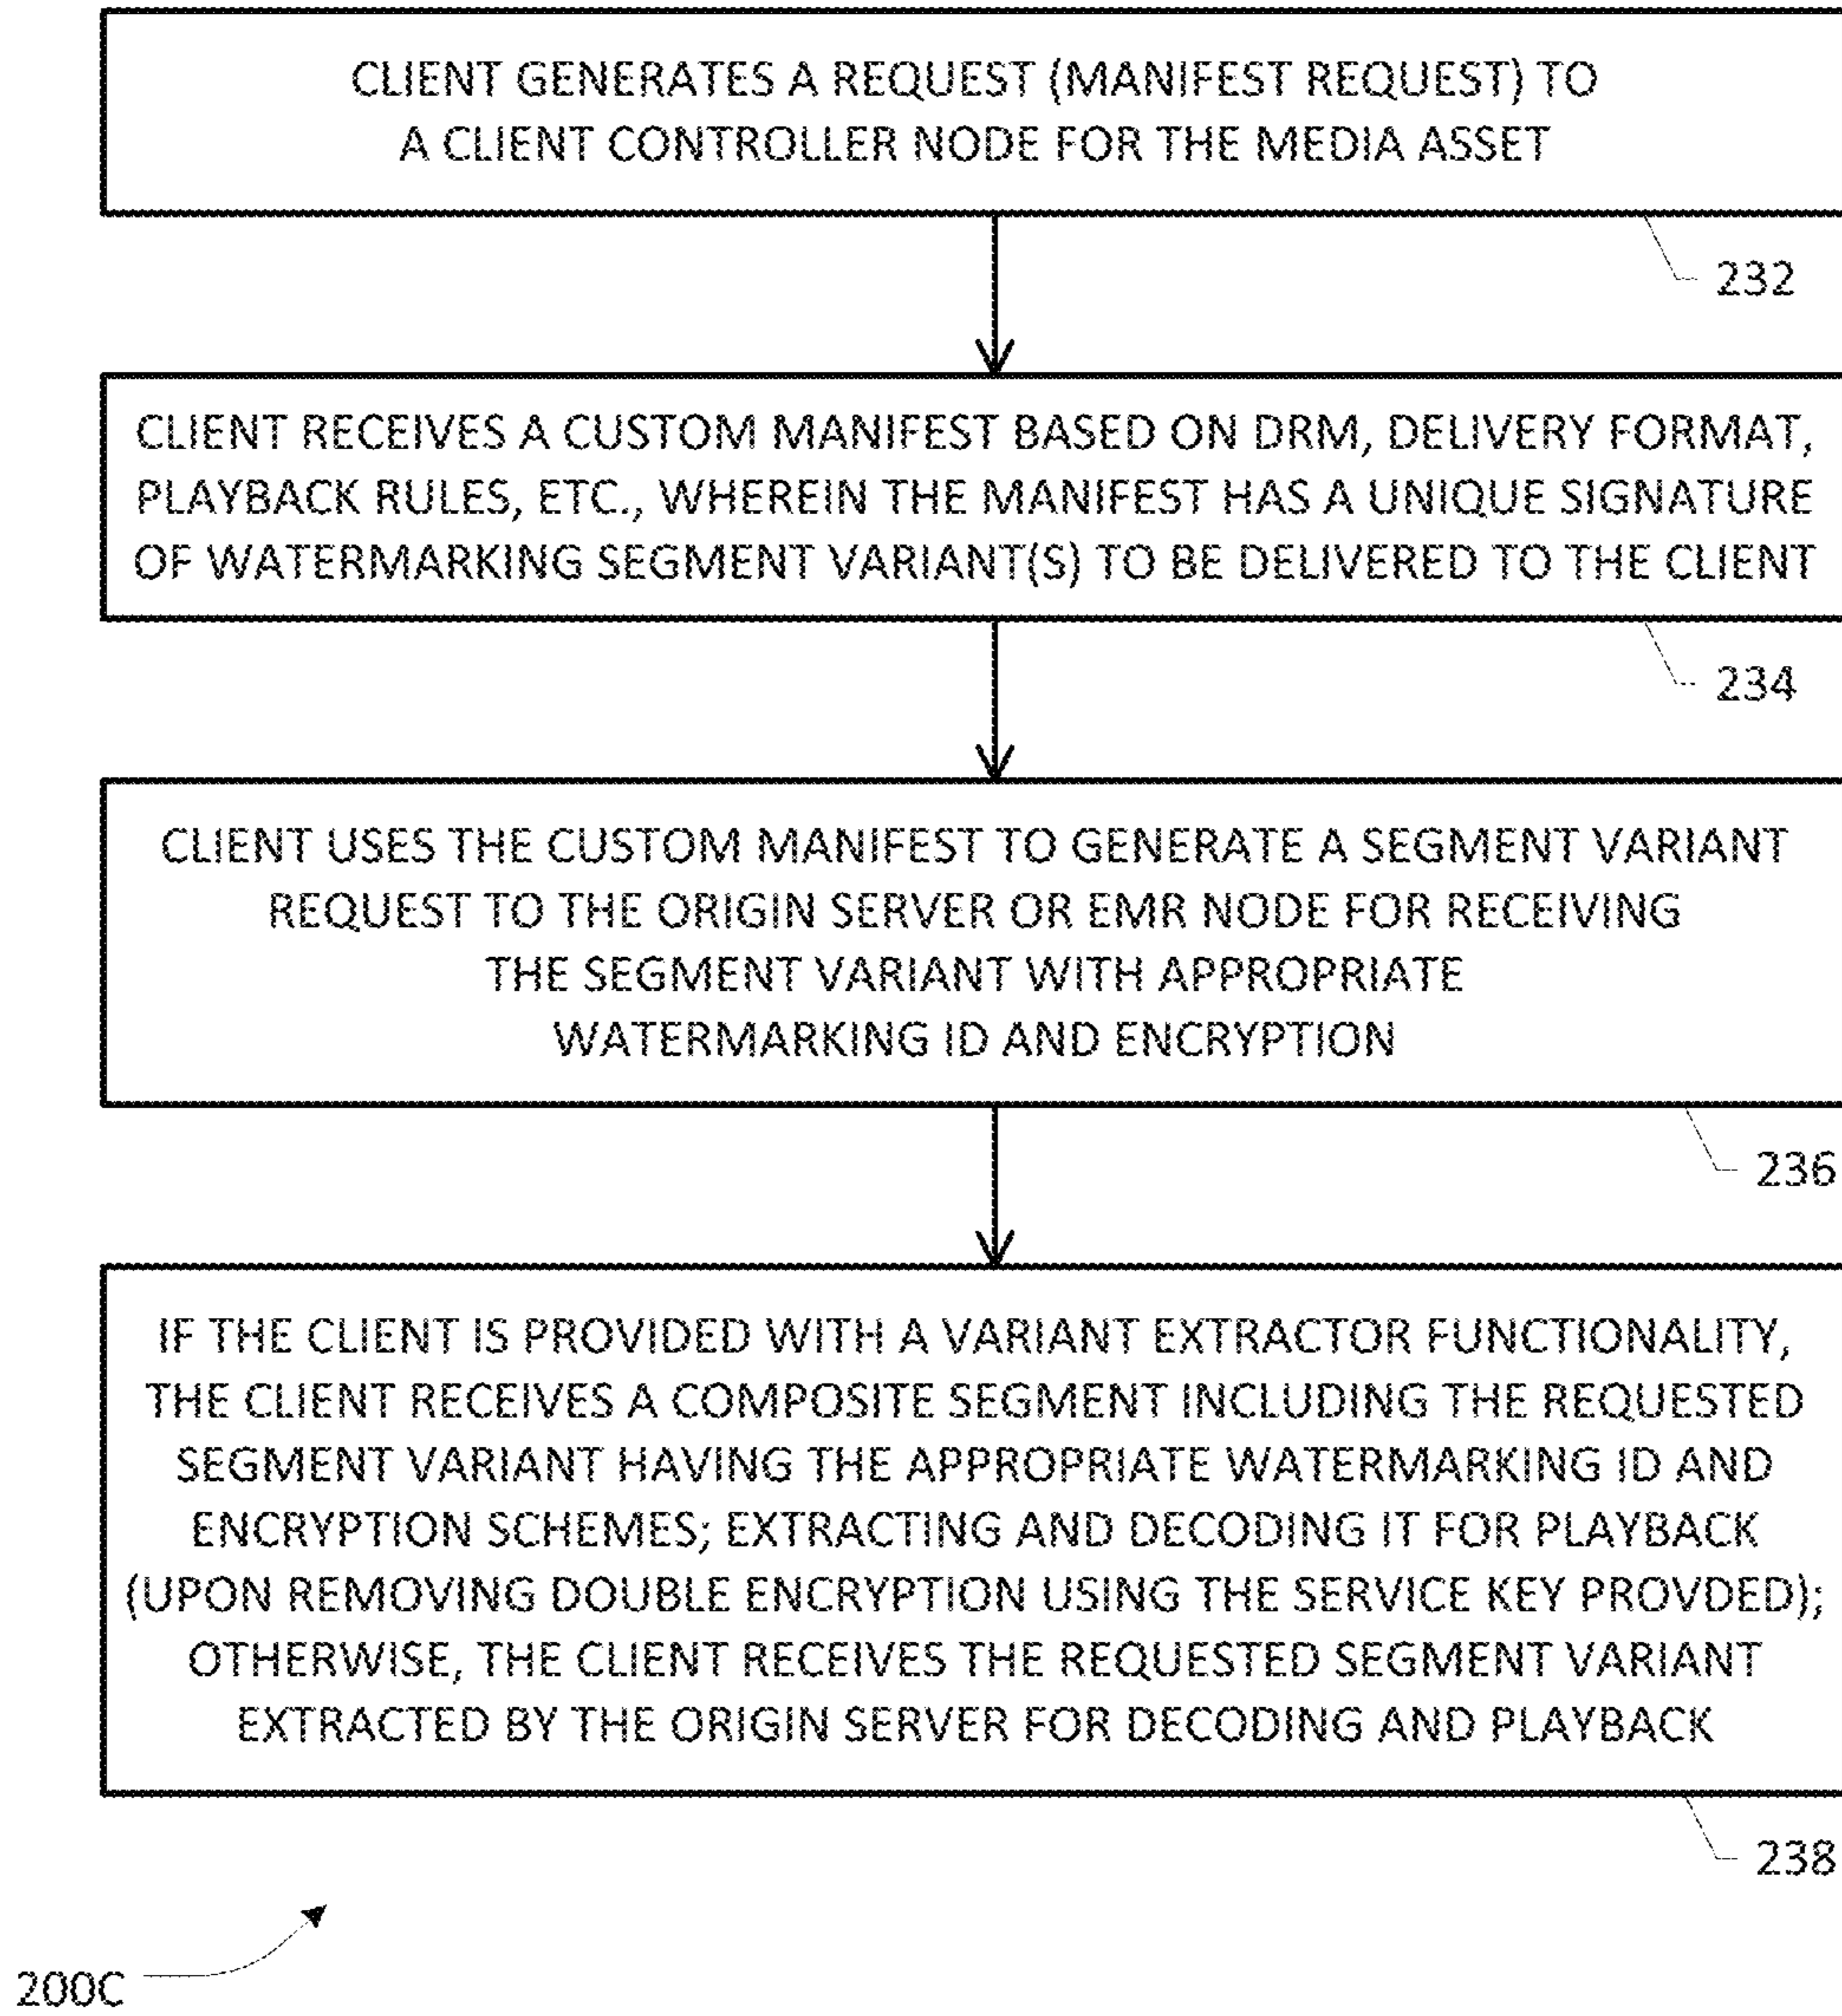 CLIENT GENERATES A REQUEST (MANIFEST REQUEST) TO
A CLIENT CONTROLLER NODE FOR THE MEDIA ASSET
232
CLIENT RECEIVES A CUSTOM MANIFEST BASED ON DRM, DELIVERY FORMAT,
PLAYBACK RULES, ETC., WHEREIN THE MANIFEST HAS A UNIQUE SIGNATURE
OF WATERMARKING SEGMENT VARIANT(S) TO BE DELIVERED TO THE CLIENT
234
CLIENT USES THE CUSTOM MANIFEST TO GENERATE A SEGMENT VARIANT
REQUEST TO THE ORIGIN SERVER OR EMR NODE FOR RECEIVING
THE SEGMENT VARIANT WITH APPROPRIATE
WATERMARKING ID AND ENCRYPTION
236
IF THE CLIENT IS PROVIDED WITH A VARIANT EXTRACTOR FUNCTIONALITY,
THE CLIENT RECEIVES A COMPOSITE SEGMENT INCLUDING THE REQUESTED
SEGMENT VARIANT HAVING THE APPROPRIATE WATERMARKING ID AND
ENCRYPTION SCHEMES; EXTRACTING AND DECODING IT FOR PLAYBACK
(UPON REMOVING DOUBLE ENCRYPTION USING THE SERVICE KEY PROVDED);
OTHERWISE, THE CLIENT RECEIVES THE REQUESTED SEGMENT VARIANT
EXTRACTED BY THE ORIGIN SERVER FOR DECODING AND PLAYBACK
238
200C